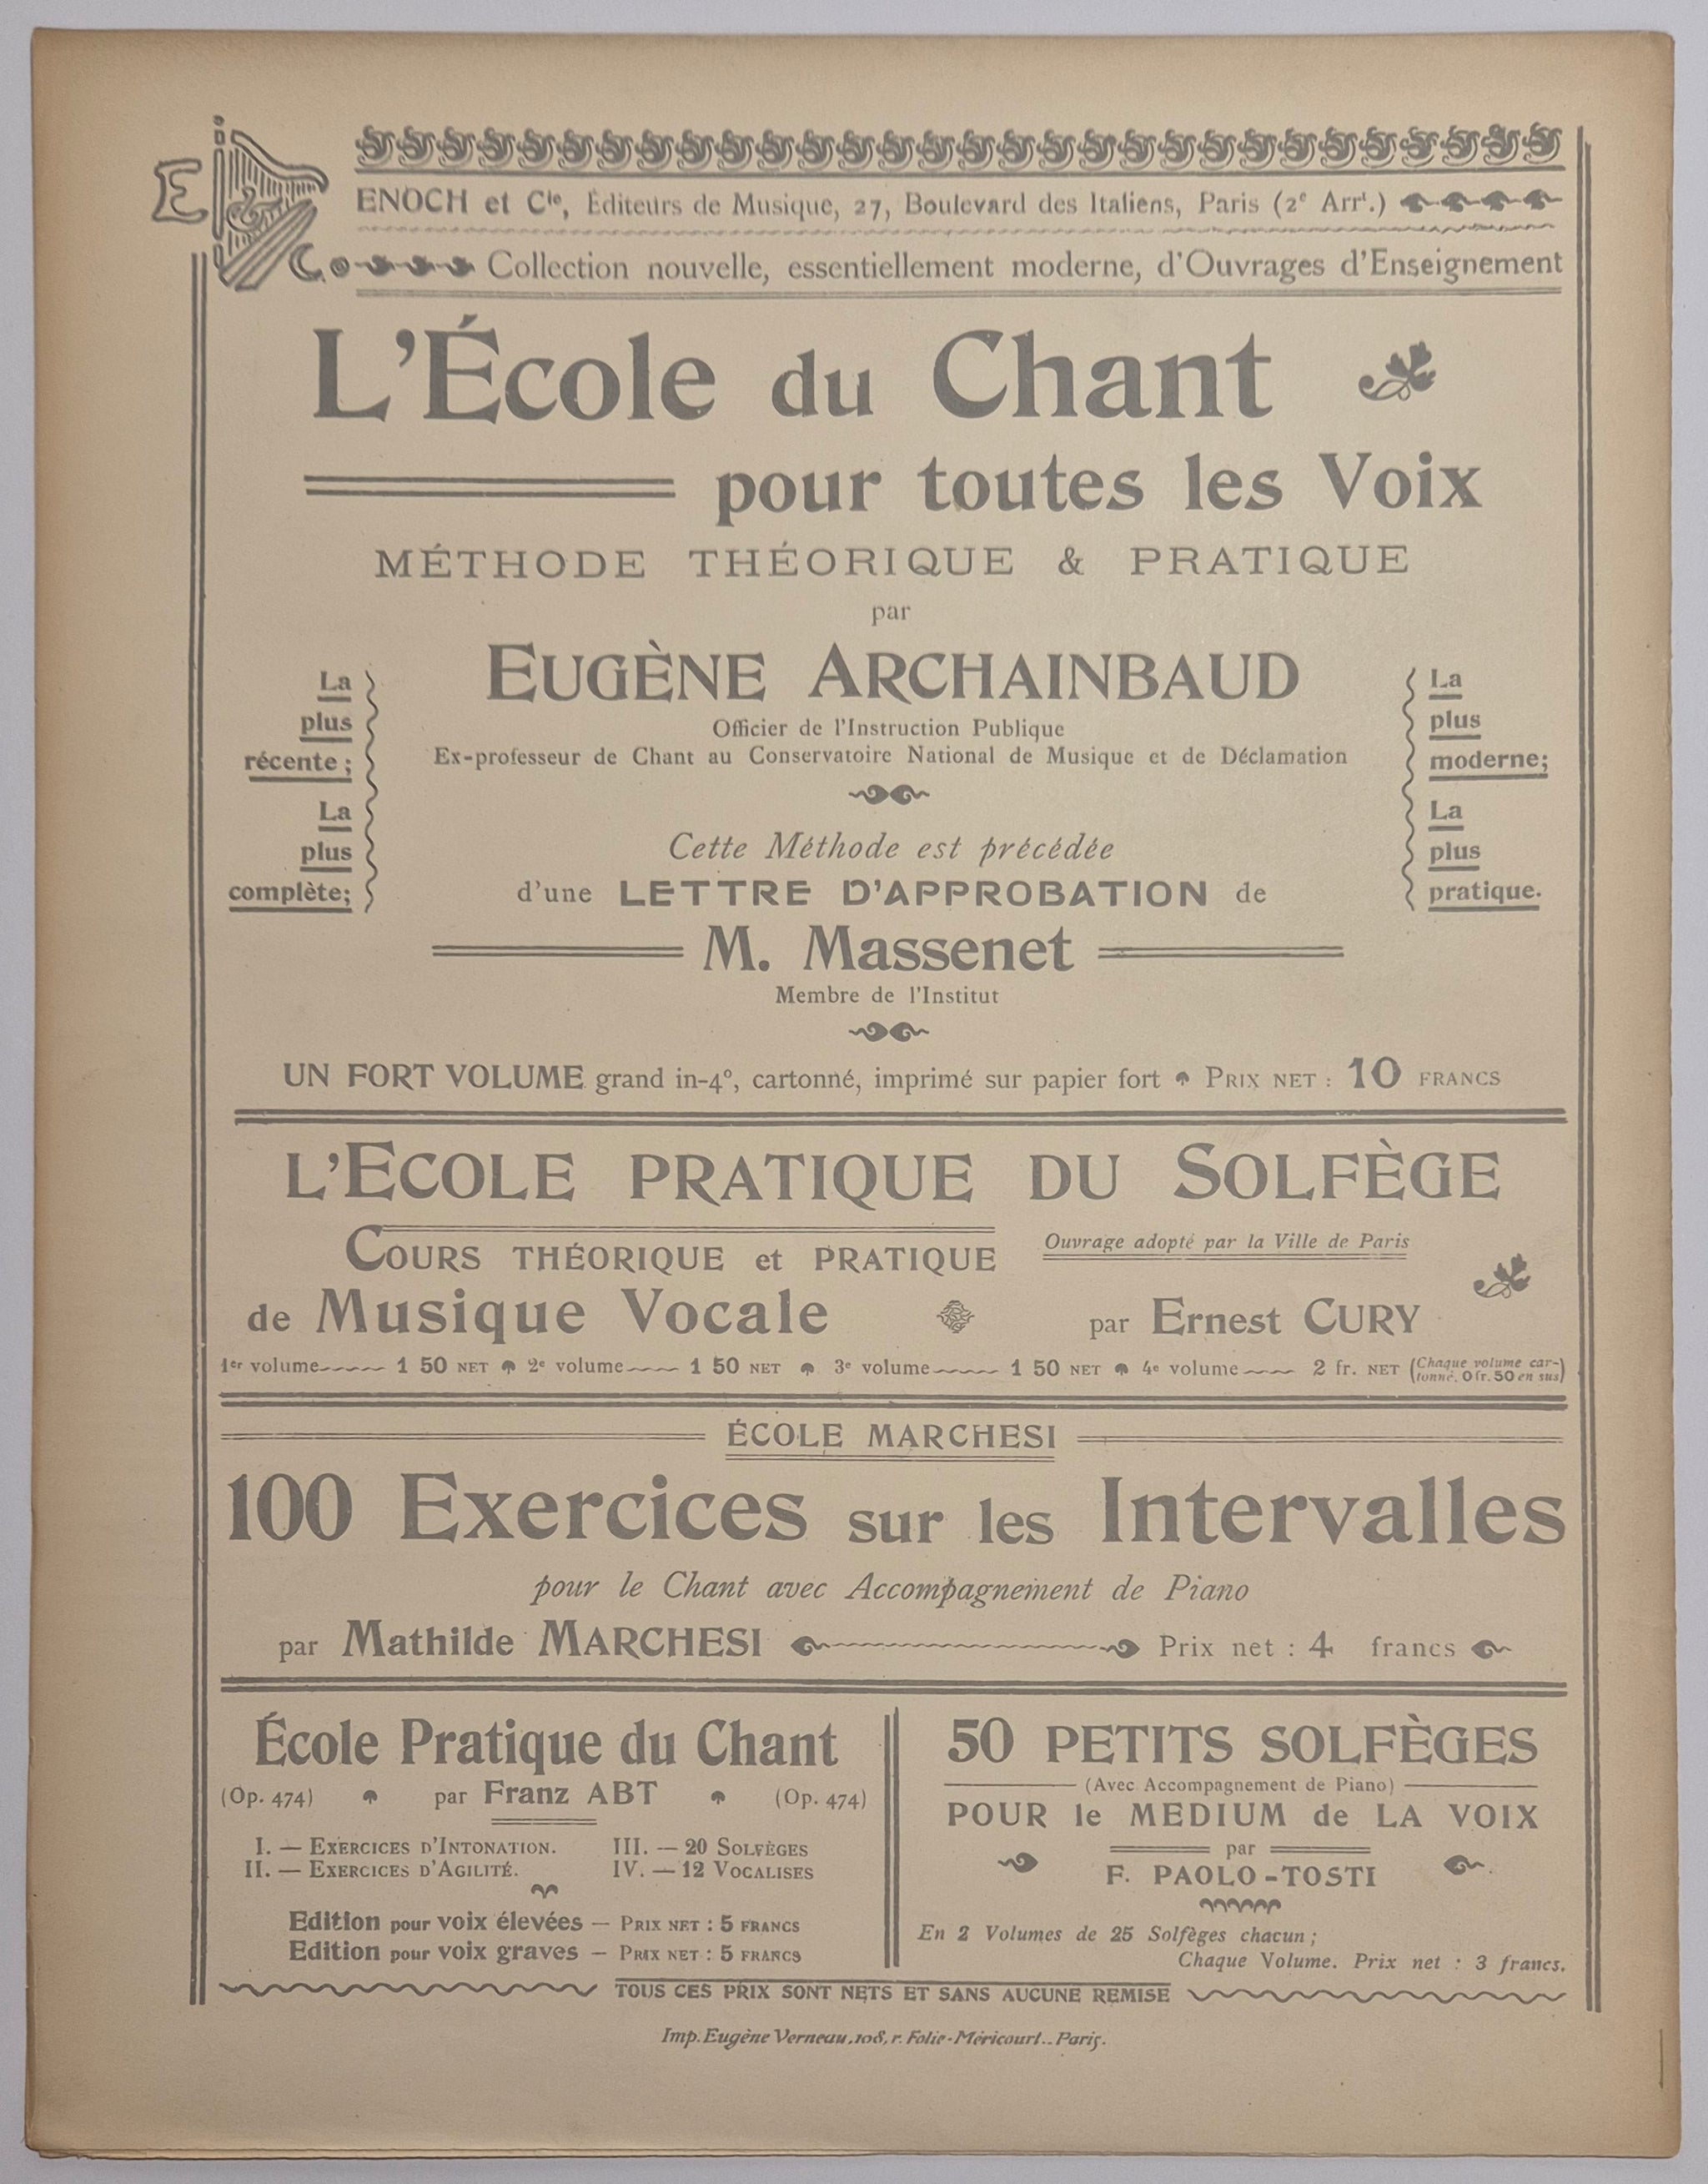 E
C°
ENOCH et Cie, Éditeurs de Musique, 27, Boulevard des Italiens, Paris (2e Arrt.)
Collection nouvelle, essentiellement moderne, d'Ouvrages d'Enseignement
L'École du Chant
pour toutes les Voix
MÉTHODE THÉORIQUE & PRATIQUE
par
EUGÈNE ARCHAINBAUD
Officier de l'Instruction Publique
Ex-professeur de Chant au Conservatoire National de Musique et de Déclamation
La
plus
récente;
La
plus
complète;
La
plus
moderne;
La
plus
pratique.
Cette Méthode est précédée
d'une LETTRE D'APPROBATION de
M. Massenet
Membre de l'Institut
UN FORT VOLUME grand in-4°, cartonné, imprimé sur papier fort PRIX NET : 10 FRANCS
L'ECOLE PRATIQUE DU SOLFÈGE
COURS THÉORIQUE et PRATIQUE
Ouvrage adopté par la Ville de Paris
de Musique Vocale par Ernest CURY
1er volume 1 50 NET 2e volume 1 50 NET 3e volume 1 50 NET 4e volume 2 fr. NET (Chaque volume car-
tonné, 0 fr. 50 en sus)
ÉCOLE MARCHESI
100 Exercices sur les Intervalles
pour le Chant avec Accompagnement de Piano
par Mathilde MARCHESI Prix net : 4 francs
École Pratique du Chant
(Op. 474) par Franz ABT (Op. 474)
I. — EXERCICES D'INTONATION. III. — 20 SOLFÈGES
II. — EXERCICES D'AGILITÉ. IV. — 12 VOCALISES
Edition pour voix élevées — PRIX NET : 5 FRANCS
Edition pour voix graves — PRIX NET : 5 FRANCS
50 PETITS SOLFÈGES
(Avec Accompagnement de Piano)
POUR le MEDIUM de LA VOIX
par
F. PAOLO-TOSTI
En 2 Volumes de 25 Solfèges chacun;
Chaque Volume. Prix net : 3 francs.
TOUS CES PRIX SONT NETS ET SANS AUCUNE REMISE
Imp. Eugène Verneau, 108, r. Folie-Méricourt.. Paris.